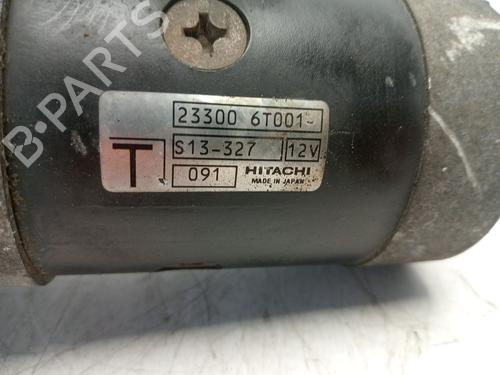 B-PARTS
23300 6T001-
T
S13-327 12V
091 HITACHI
MADE IN JAPAN